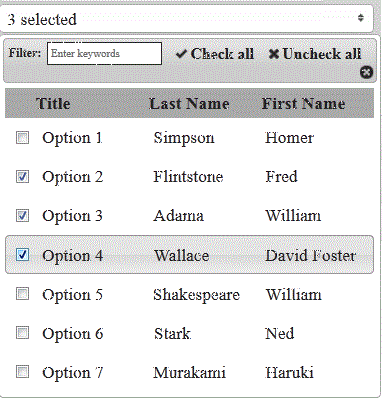 3 selected
Filter: Enter keywords Check all Uncheck all
Title Last Name First Name
Option 1 Simpson Homer
Option 2 Flintstone Fred
Option 3 Adama William
Option 4 Wallace David Foster
Option 5 Shakespeare William
Option 6 Stark Ned
Option 7 Murakami Haruki